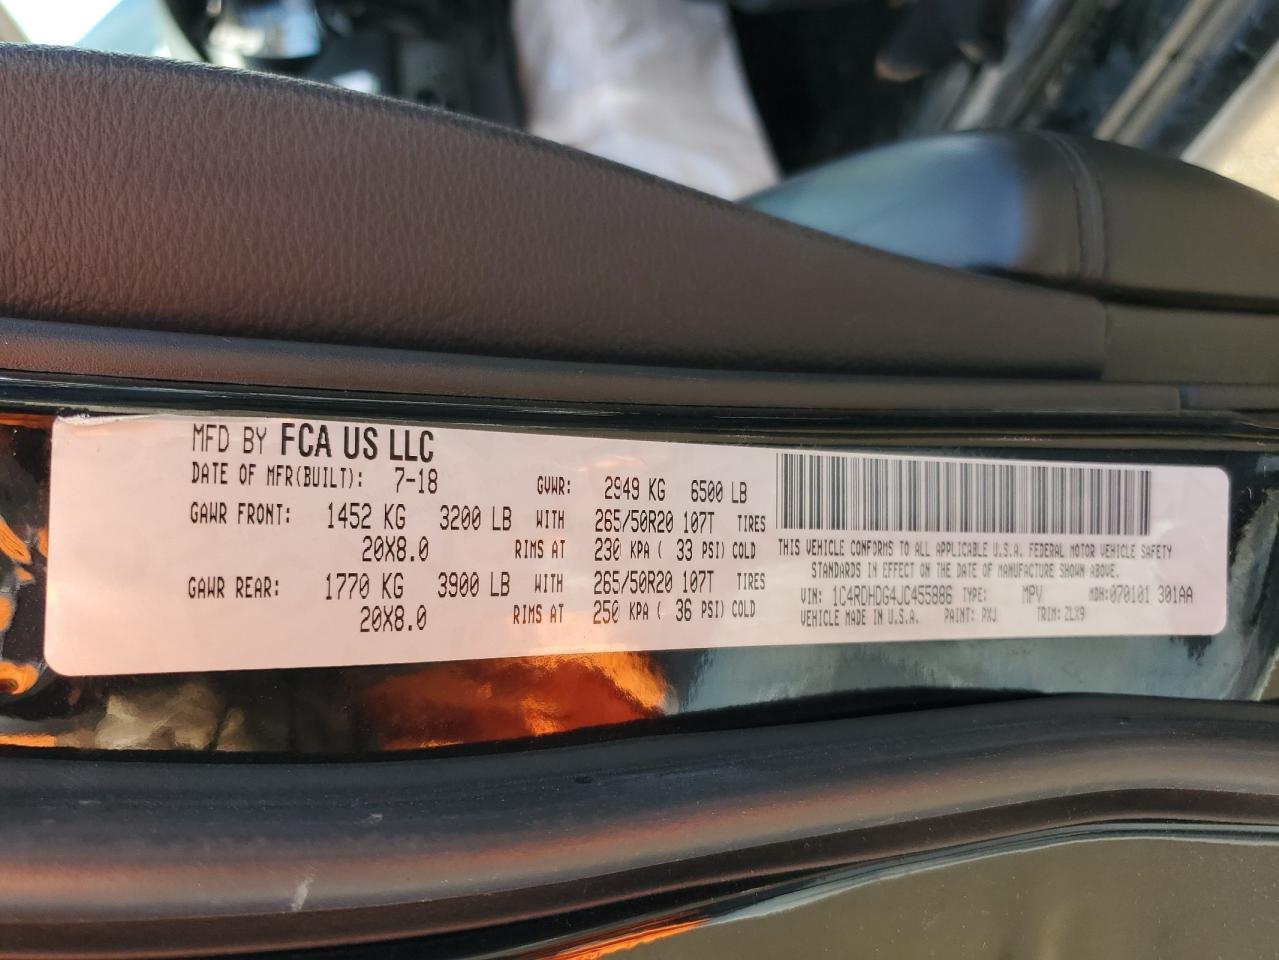 MFD BY FCA US LLC
DATE OF MFR(BUILT): 7-18 GVWR: 2949 KG 6500 LB
GAWR FRONT: 1452 KG 3200 LB WITH 265/50R20 107T TIRES
20X8.0 RIMS AT 230 KPA ( 33 PSI) COLD
GAWR REAR: 1770 KG 3900 LB WITH 265/50R20 107T TIRES
20X8.0 RIMS AT 250 KPA ( 36 PSI) COLD
THIS VEHICLE CONFORMS TO ALL APPLICABLE U.S.A. FEDERAL MOTOR VEHICLE SAFETY
STANDARDS IN EFFECT ON THE DATE OF MANUFACTURE SHOWN ABOVE.
VIN: 1C4RDHDG4JC455886 TYPE: MPV MDH: 070101 301AA
VEHICLE MADE IN U.S.A. PAINT: PXJ TRIM: ZLX9